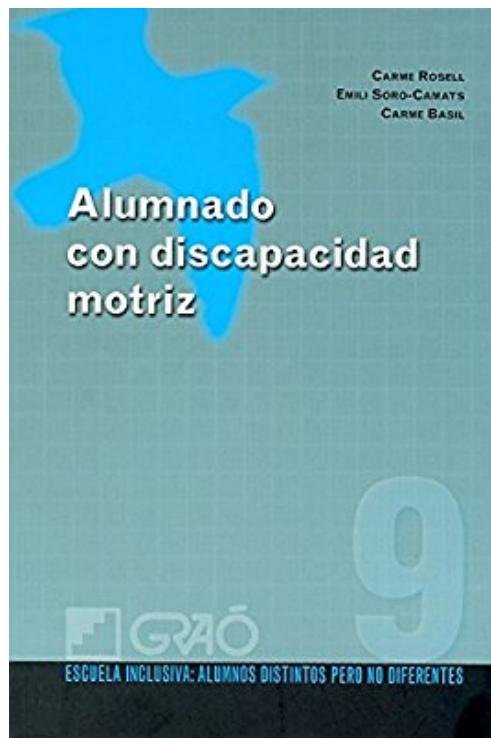 CARME ROSELL
EMILI SORO-CAMATS
CARME BASIL
Alumnado
con discapacidad
motriz
9
GRAÓ
ESCUELA INCLUSIVA: ALUMNOS DISTINTOS PERO NO DIFERENTES